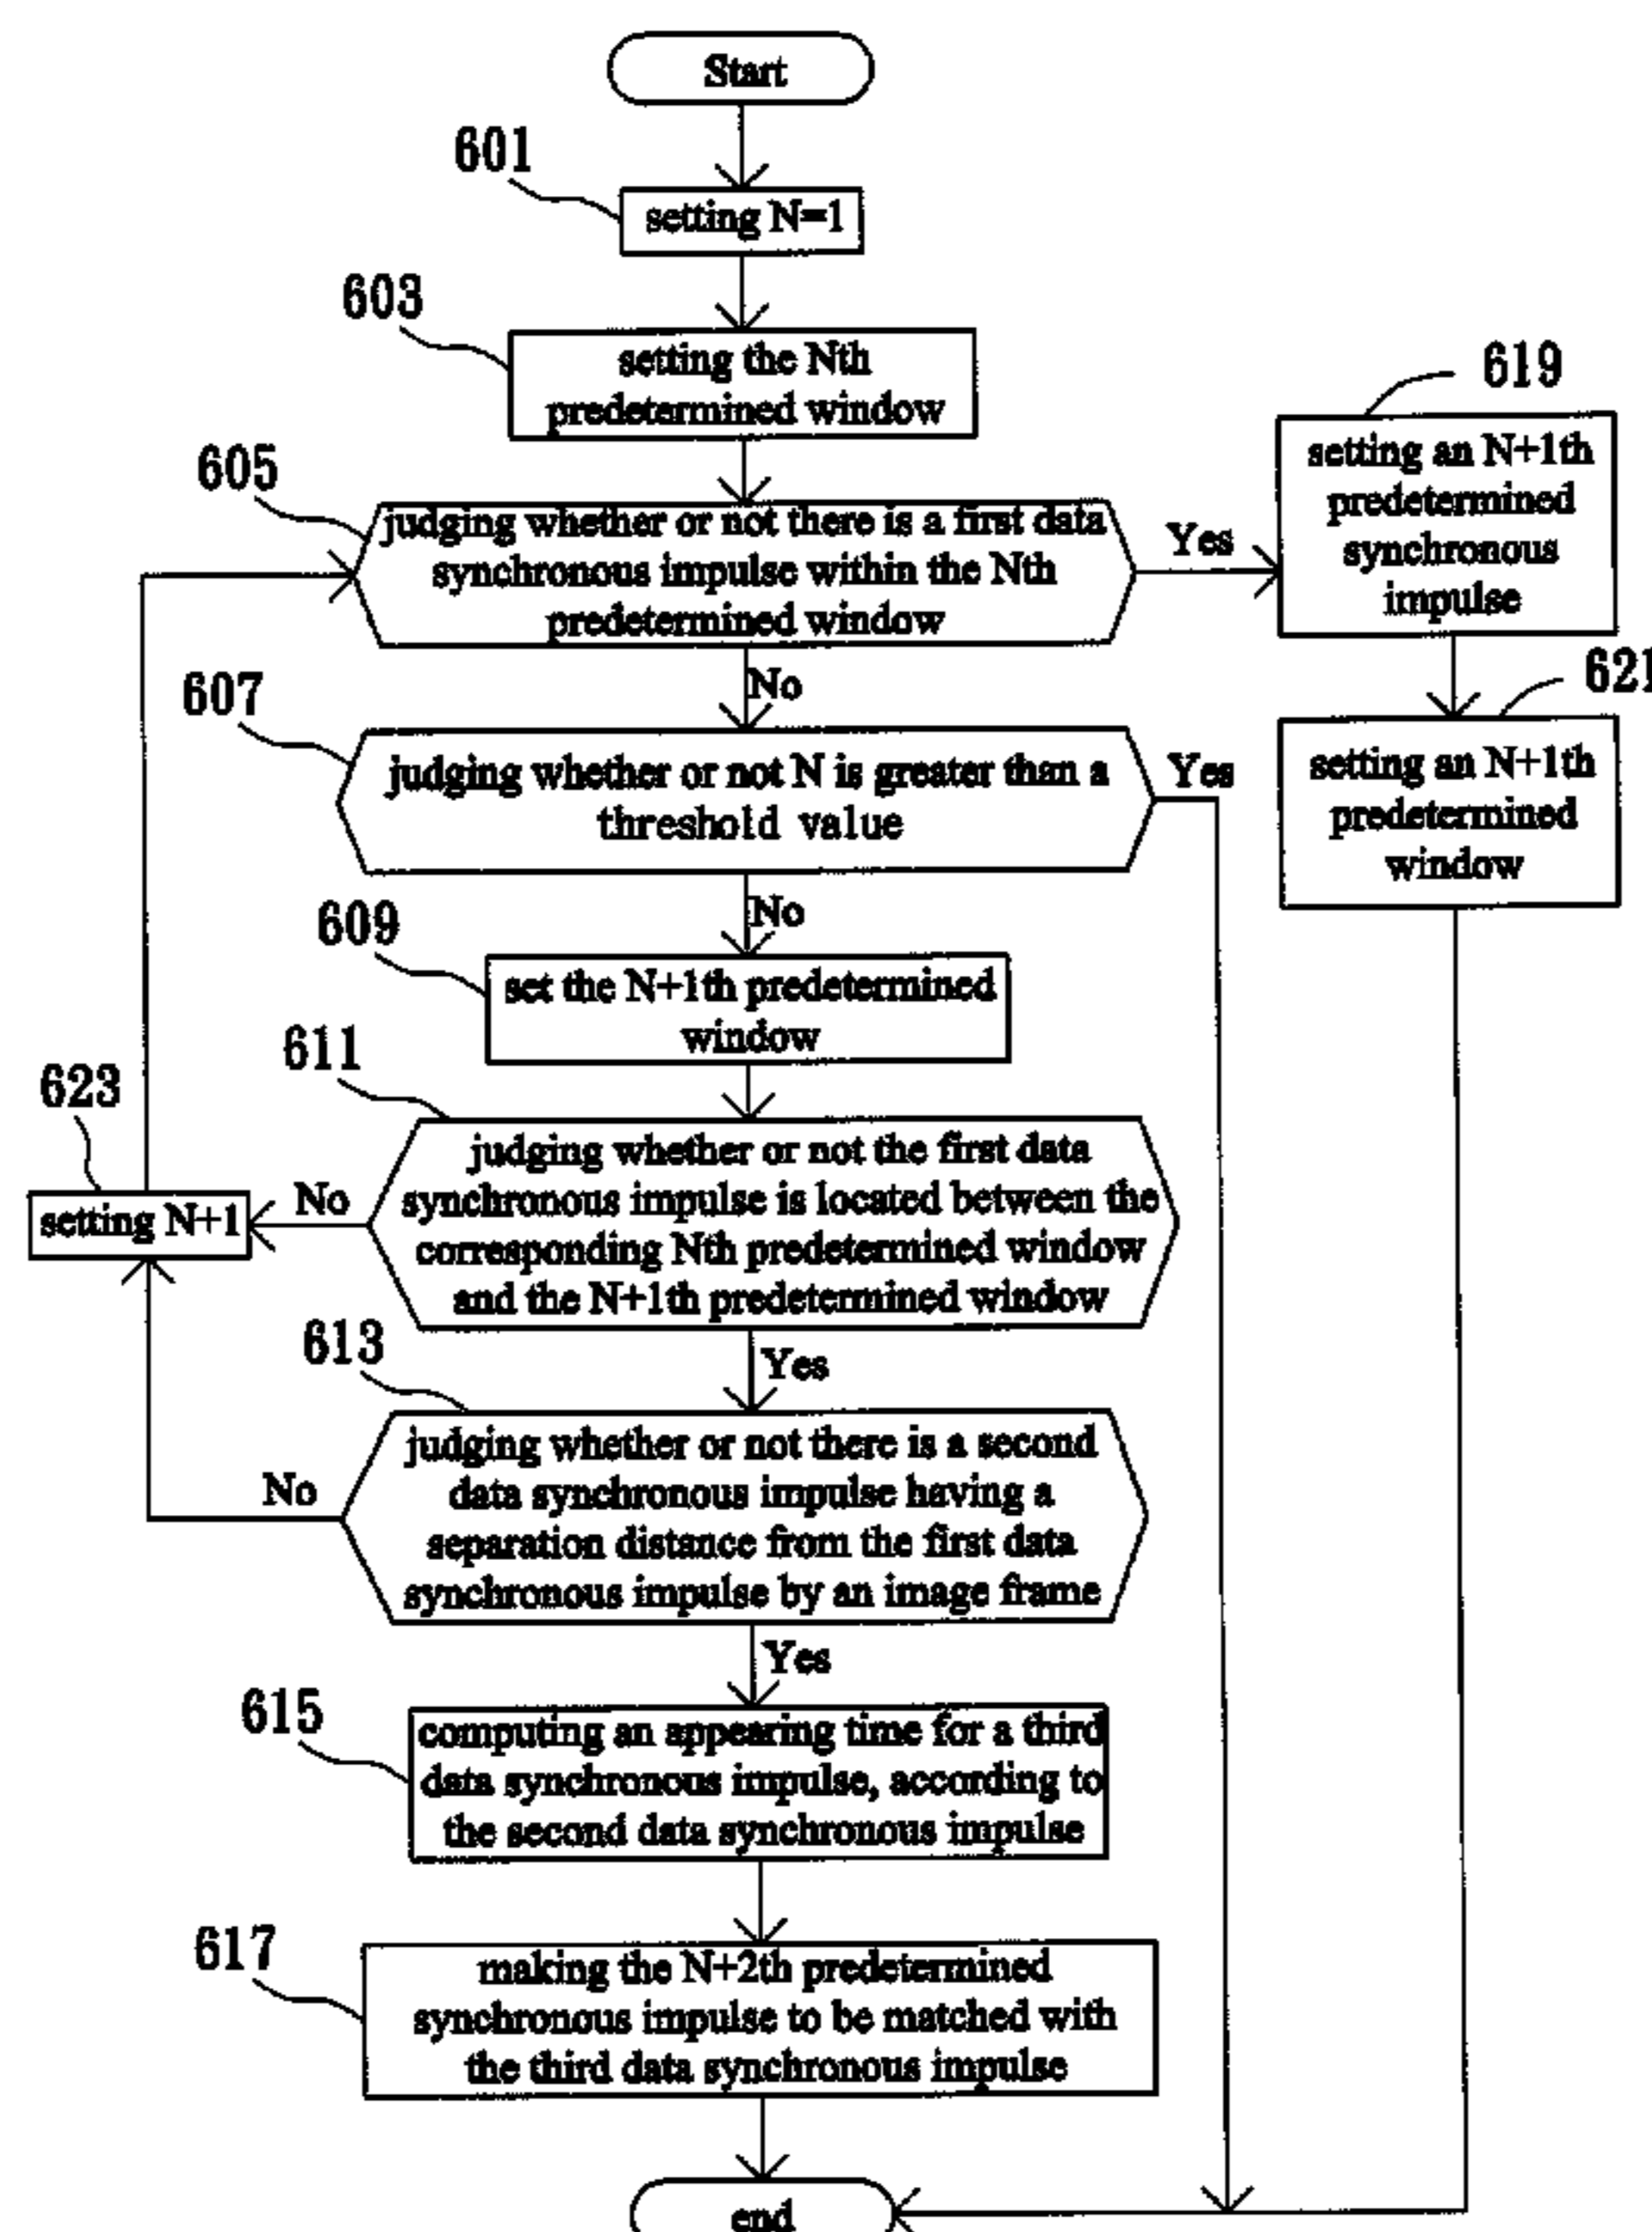 Start
601
setting N=1
603
setting the Nth
predetermined window
605
judging whether or not there is a first data
synchronous impulse within the Nth
predetermined window
Yes
619
setting an N+1th
predetermined
synchronous
impulse
No
621
setting an N+1th
predetermined
window
607
judging whether or not N is greater than a
threshold value
Yes
No
609
set the N+1th predetermined
window
611
judging whether or not the first data
synchronous impulse is located between the
corresponding Nth predetermined window
and the N+1th predetermined window
No
623
setting N+1
Yes
613
judging whether or not there is a second
data synchronous impulse having a
separation distance from the first data
synchronous impulse by an image frame
No
Yes
615
computing an appearing time for a third
data synchronous impulse, according to
the second data synchronous impulse
617
making the N+2th predetermined
synchronous impulse to be matched with
the third data synchronous impulse
end